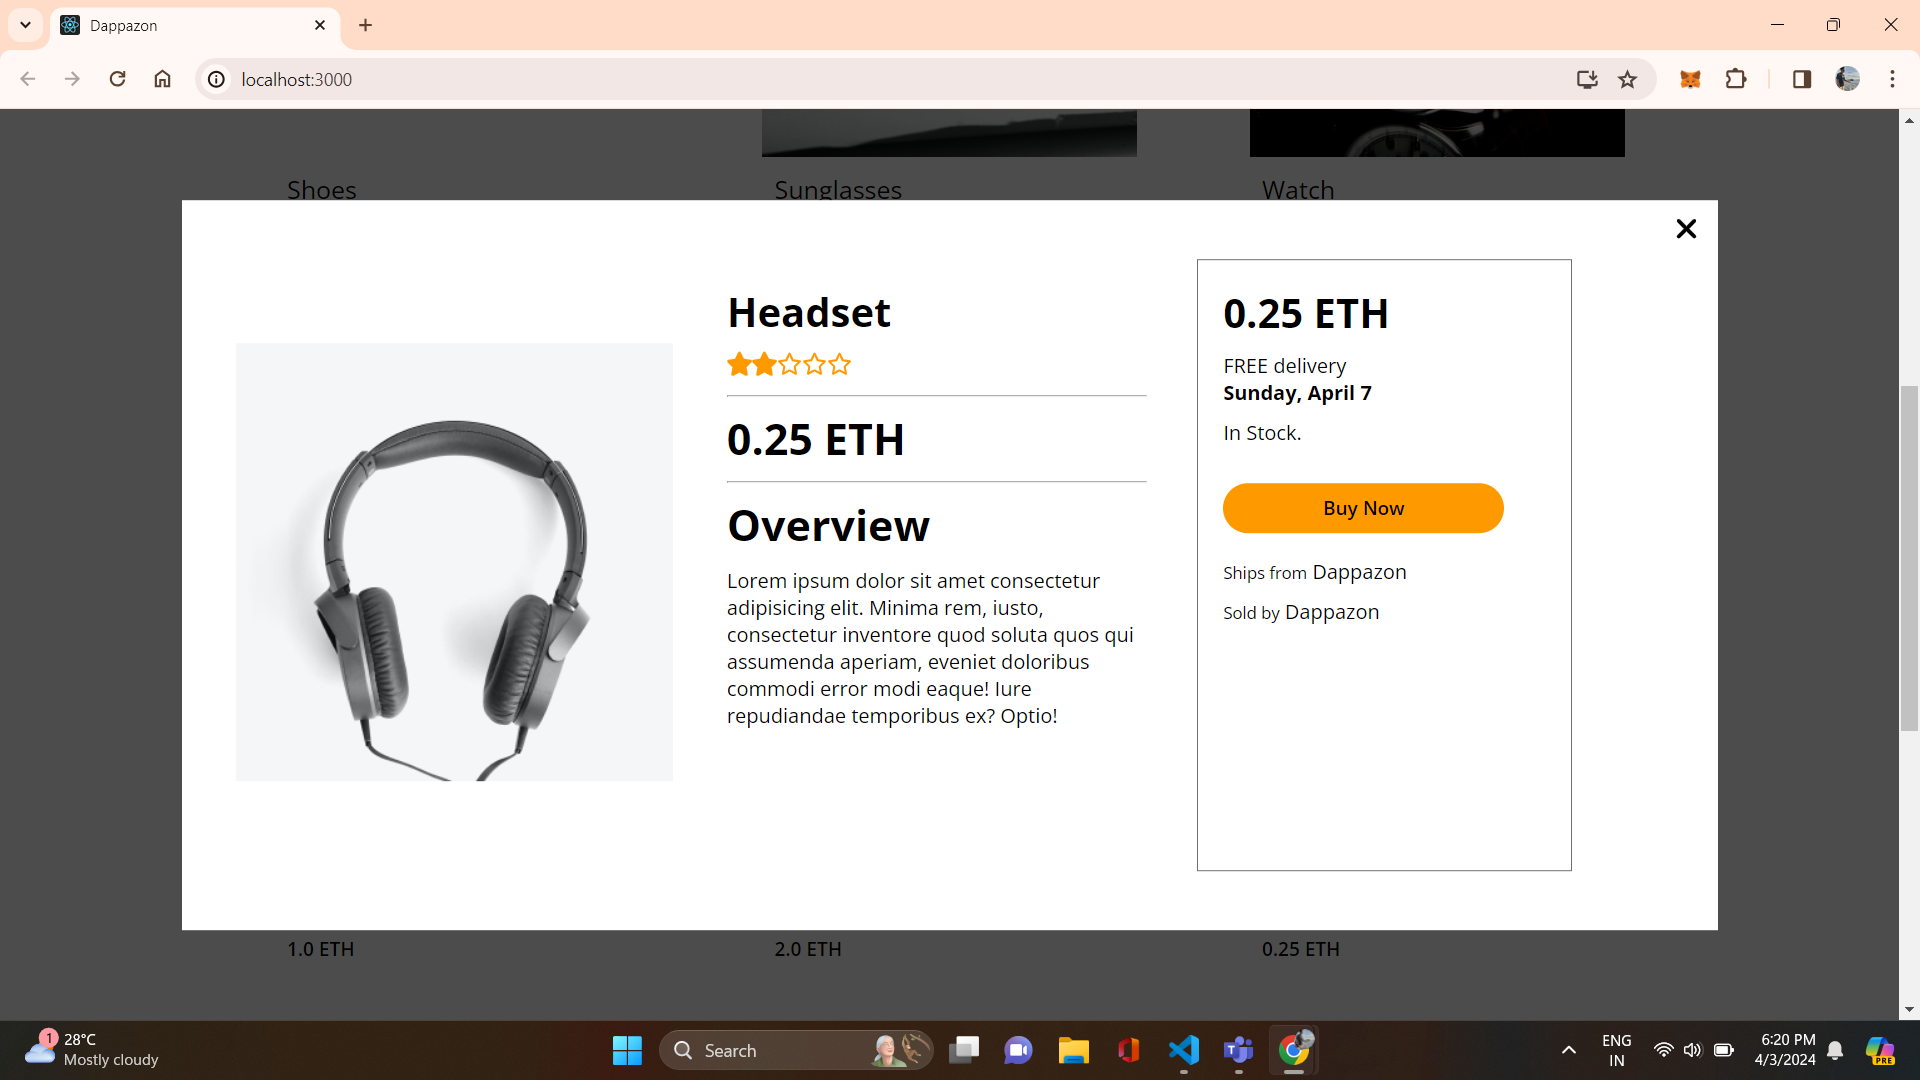 Dappazon
localhost:3000
Shoes
Sunglasses
Watch
Headset
0.25 ETH
Overview
Lorem ipsum dolor sit amet consectetur
adipisicing elit. Minima rem, iusto,
consectetur inventore quod soluta quos qui
assumenda aperiam, eveniet doloribus
commodi error modi eaque! Iure
repudiandae temporibus ex? Optio!
0.25 ETH
FREE delivery
Sunday, April 7
In Stock.
Buy Now
Ships from Dappazon
Sold by Dappazon
1.0 ETH
2.0 ETH
0.25 ETH
1
28°C
Mostly cloudy
Search
ENG
IN
6:20 PM
4/3/2024
PRE